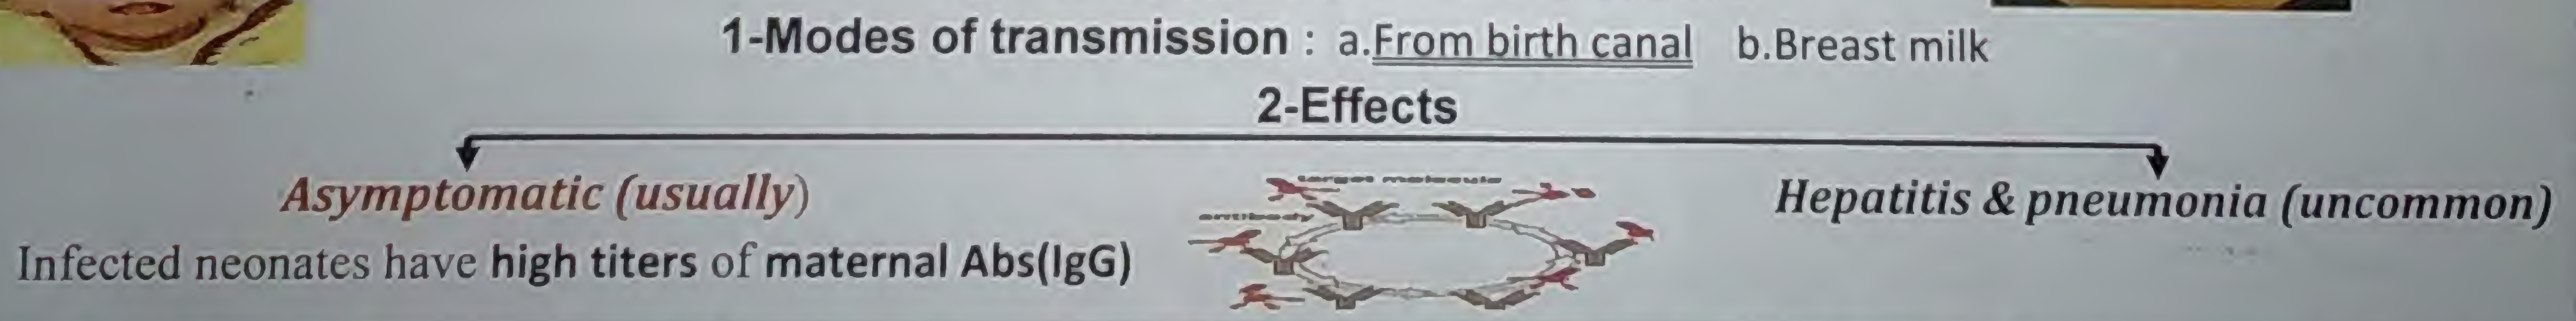 1-Modes of transmission : a.From birth canal b.Breast milk
2-Effects
Asymptomatic (usually)
Hepatitis & pneumonia (uncommon)
Infected neonates have high titers of maternal Abs(IgG)
target molecule
antibody